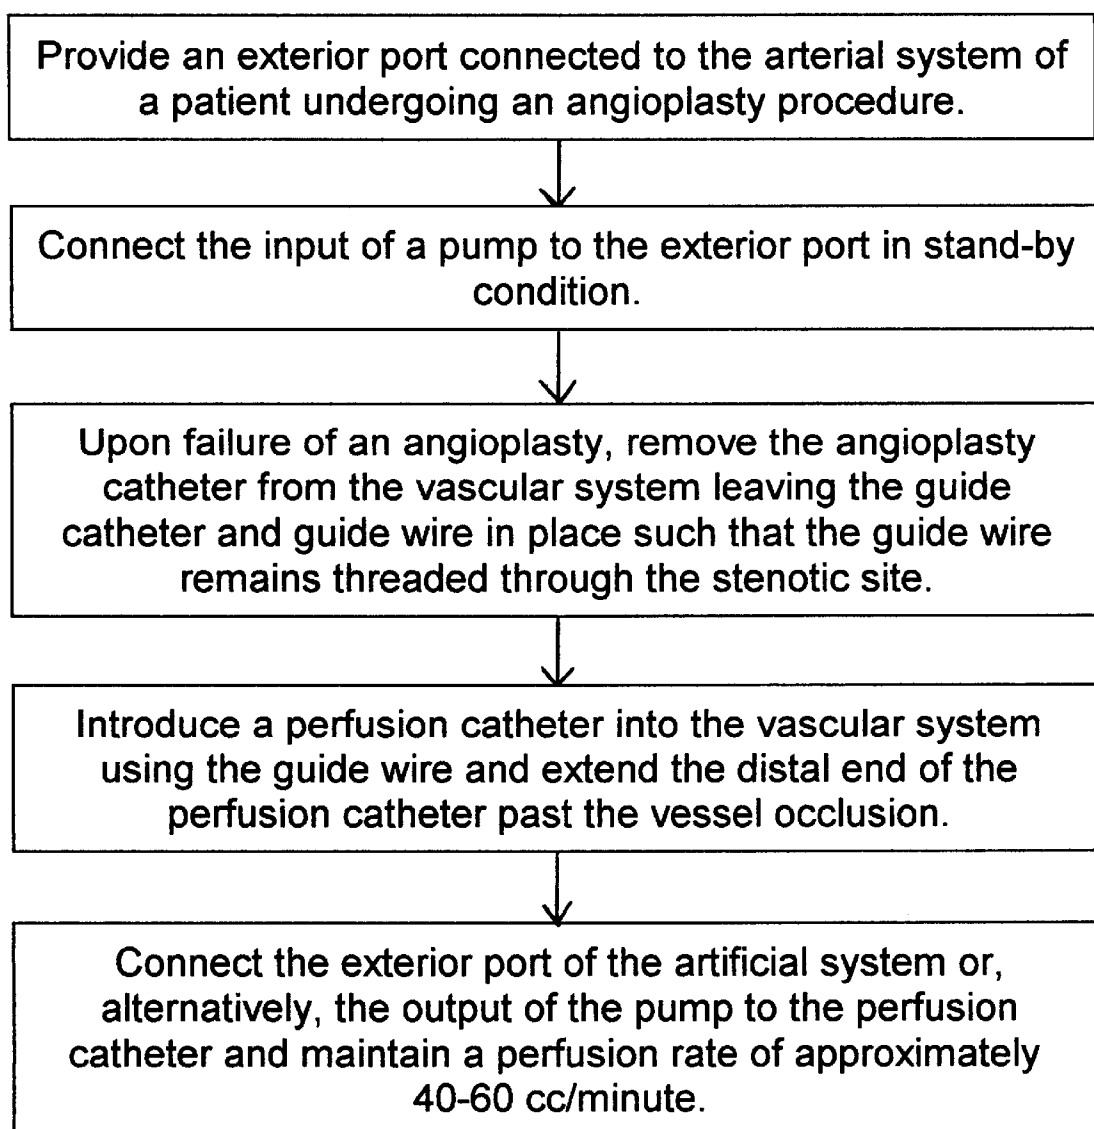 Provide an exterior port connected to the arterial system of
a patient undergoing an angioplasty procedure.
Connect the input of a pump to the exterior port in stand-by
condition.
Upon failure of an angioplasty, remove the angioplasty
catheter from the vascular system leaving the guide
catheter and guide wire in place such that the guide wire
remains threaded through the stenotic site.
Introduce a perfusion catheter into the vascular system
using the guide wire and extend the distal end of the
perfusion catheter past the vessel occlusion.
Connect the exterior port of the artificial system or,
alternatively, the output of the pump to the perfusion
catheter and maintain a perfusion rate of approximately
40-60 cc/minute.